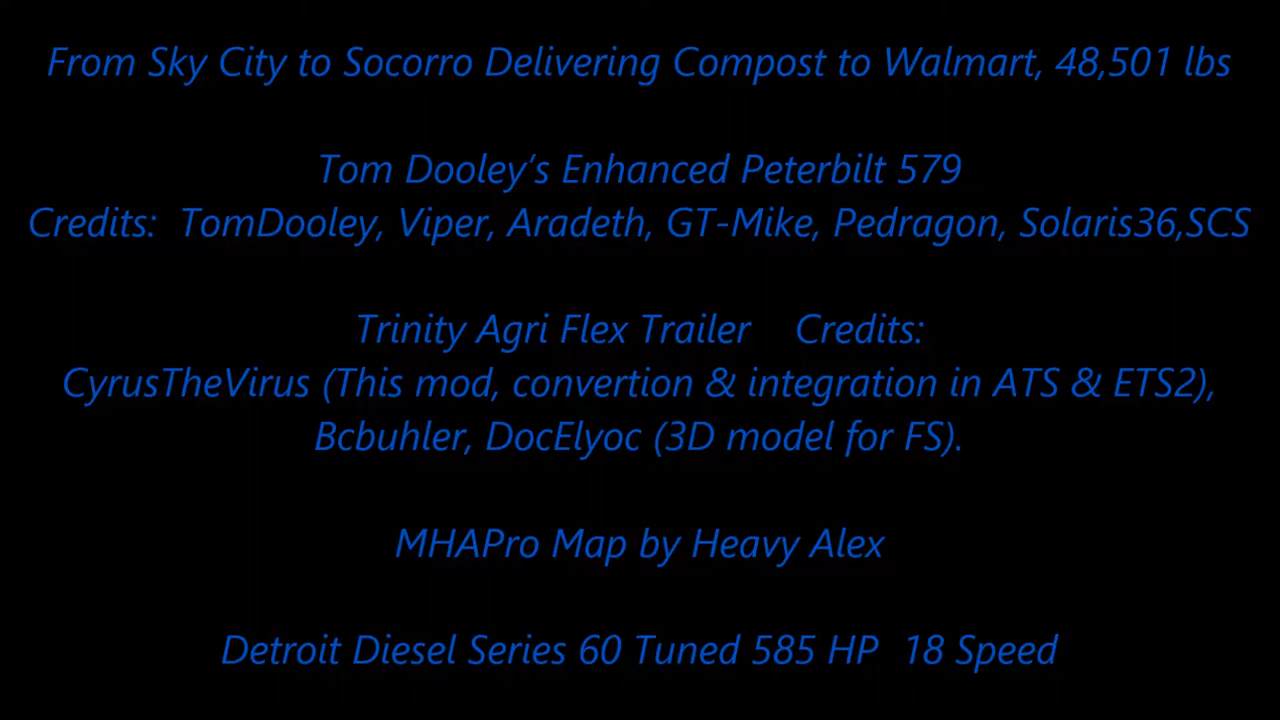 From Sky City to Socorro Delivering Compost to Walmart, 48,501 lbs
Tom Dooley’s Enhanced Peterbilt 579
Credits:  TomDooley, Viper, Aradeth, GT-Mike, Pedragon, Solaris36,SCS
Trinity Agri Flex Trailer    Credits:
CyrusTheVirus (This mod, convertion & integration in ATS & ETS2),
Bcbuhler, DocElyoc (3D model for FS).
MHAPro Map by Heavy Alex
Detroit Diesel Series 60 Tuned 585 HP  18 Speed